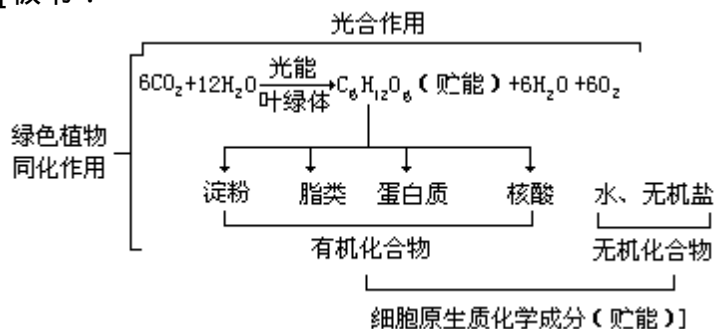 光合作用
光能
6CO₂+12H₂O→C₆H₁₂O₆（贮能）+6H₂O+6O₂
叶绿体
绿色植物
同化作用
淀粉 脂类 蛋白质 核酸 水、无机盐
有机化合物 无机化合物
细胞原生质化学成分（贮能）]